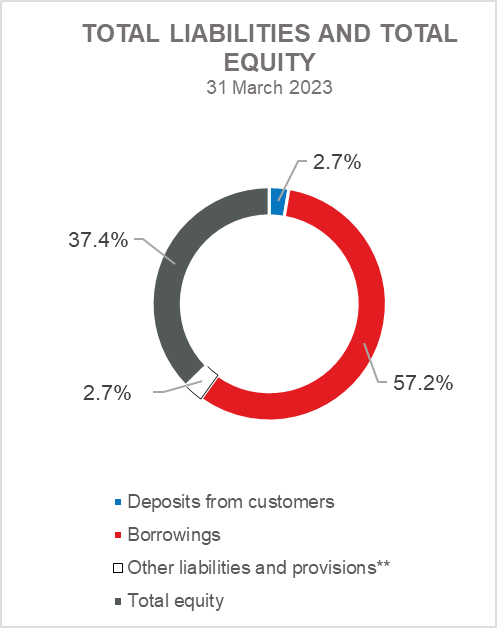 TOTAL LIABILITIES AND TOTAL
EQUITY
31 March 2023
2.7%
37.4%
57.2%
2.7%
Deposits from customers
Borrowings
Other liabilities and provisions**
Total equity